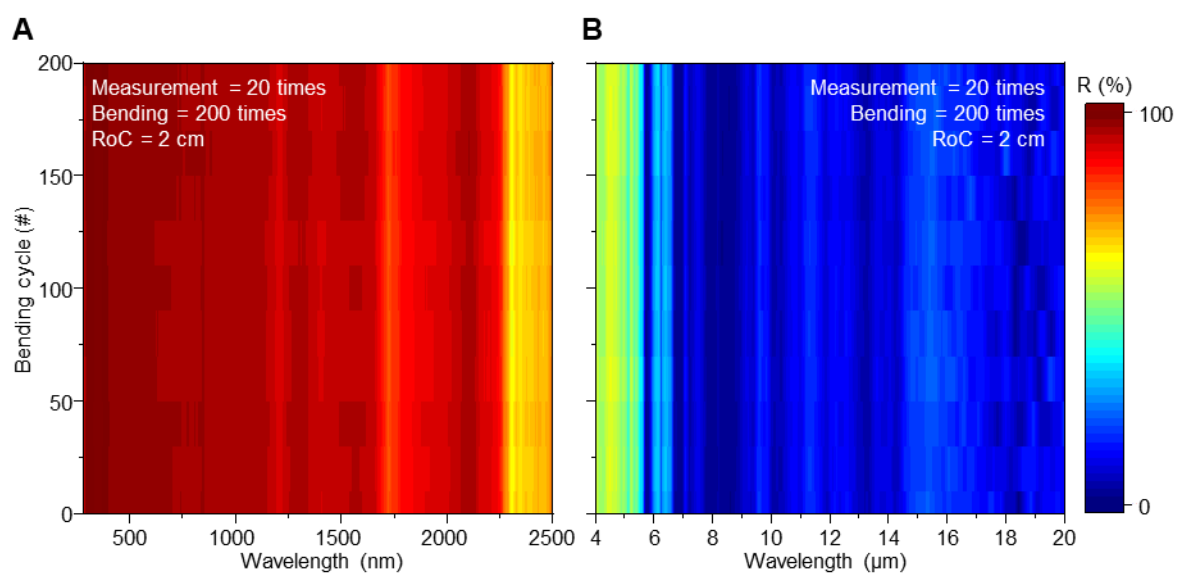 A
B
Measurement = 20 times
Bending = 200 times
RoC = 2 cm
Measurement = 20 times
Bending = 200 times
RoC = 2 cm
R (%)
100
0
Bending cycle (#)
200
150
100
50
0
500 1000 1500 2000 2500
Wavelength (nm)
4 6 8 10 12 14 16 18 20
Wavelength (µm)